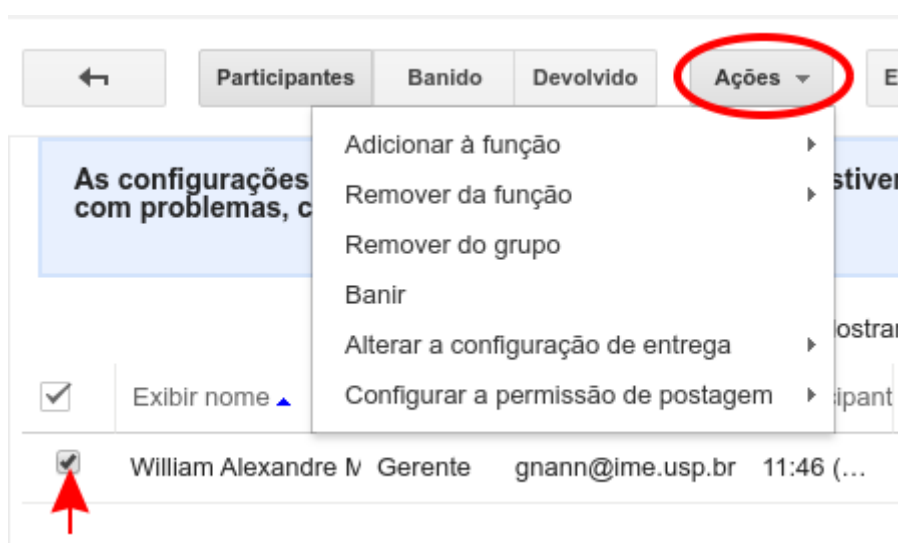 Participantes Banido Devolvido Ações E
Adicionar à função
As configurações
Remover da função
com problemas, c
Remover do grupo
Banir
Alterar a configuração de entrega
Exibir nome Configurar a permissão de postagem
William Alexandre Gerente gnann@ime.usp.br 11:46 (…